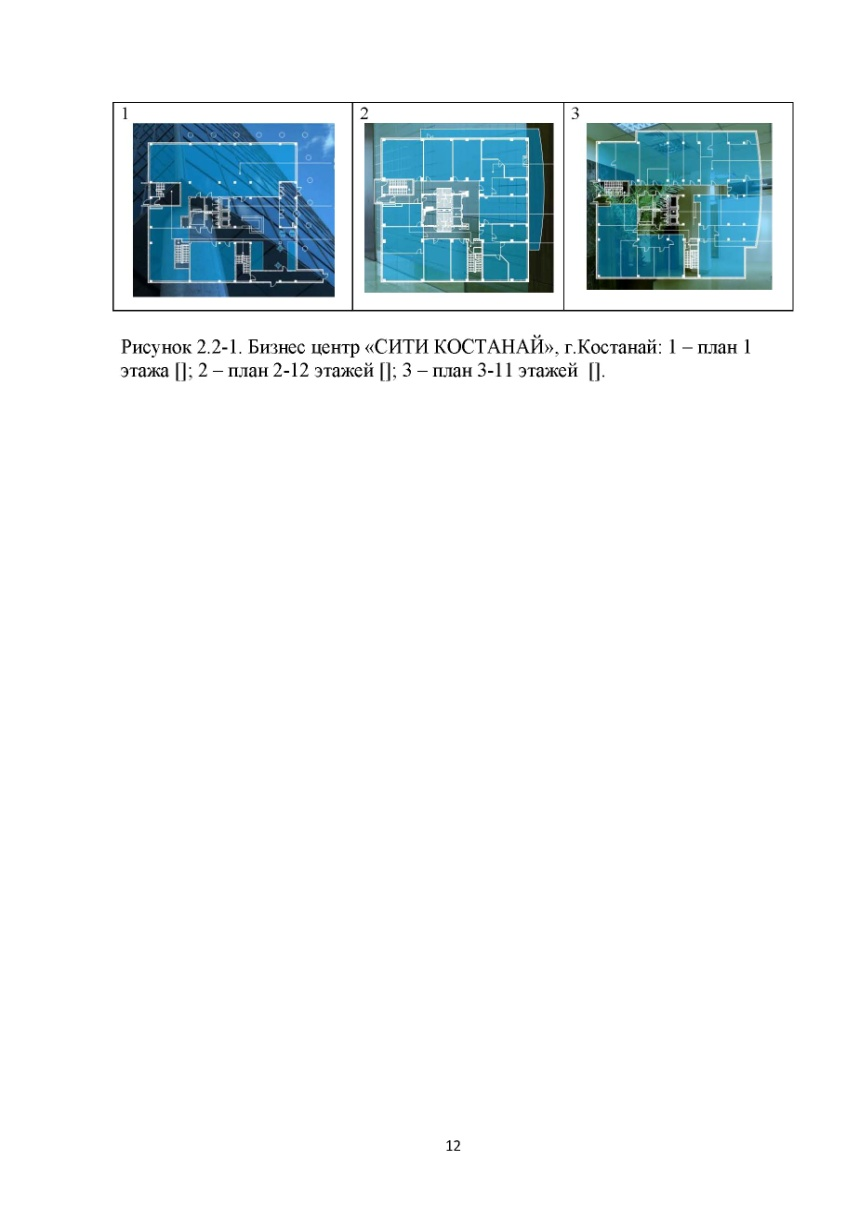 1
2
3
Рисунок 2.2-1. Бизнес центр «СИТИ КОСТАНАЙ», г.Костанай: 1 – план 1
этажа []; 2 – план 2-12 этажей []; 3 – план 3-11 этажей []. 
12